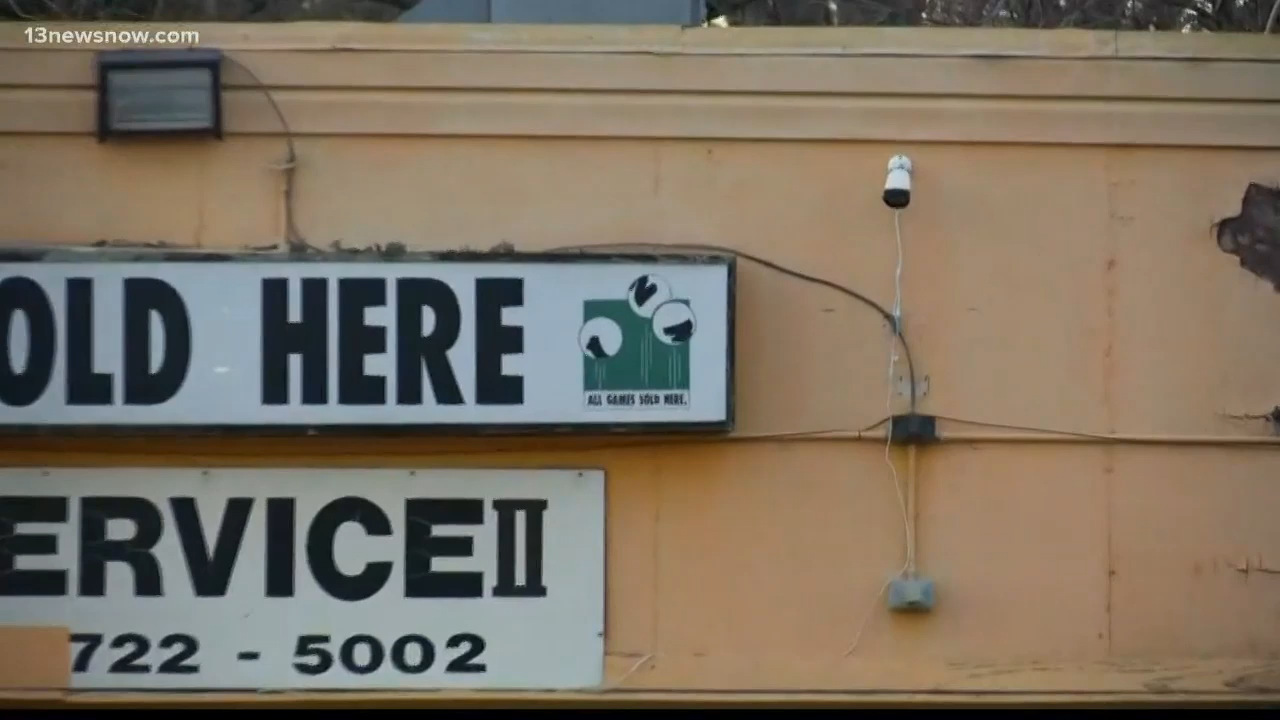 13newsnow.com
OLD HERE
ALL GAMES SOLD HERE.
ERVICE II
722 - 5002